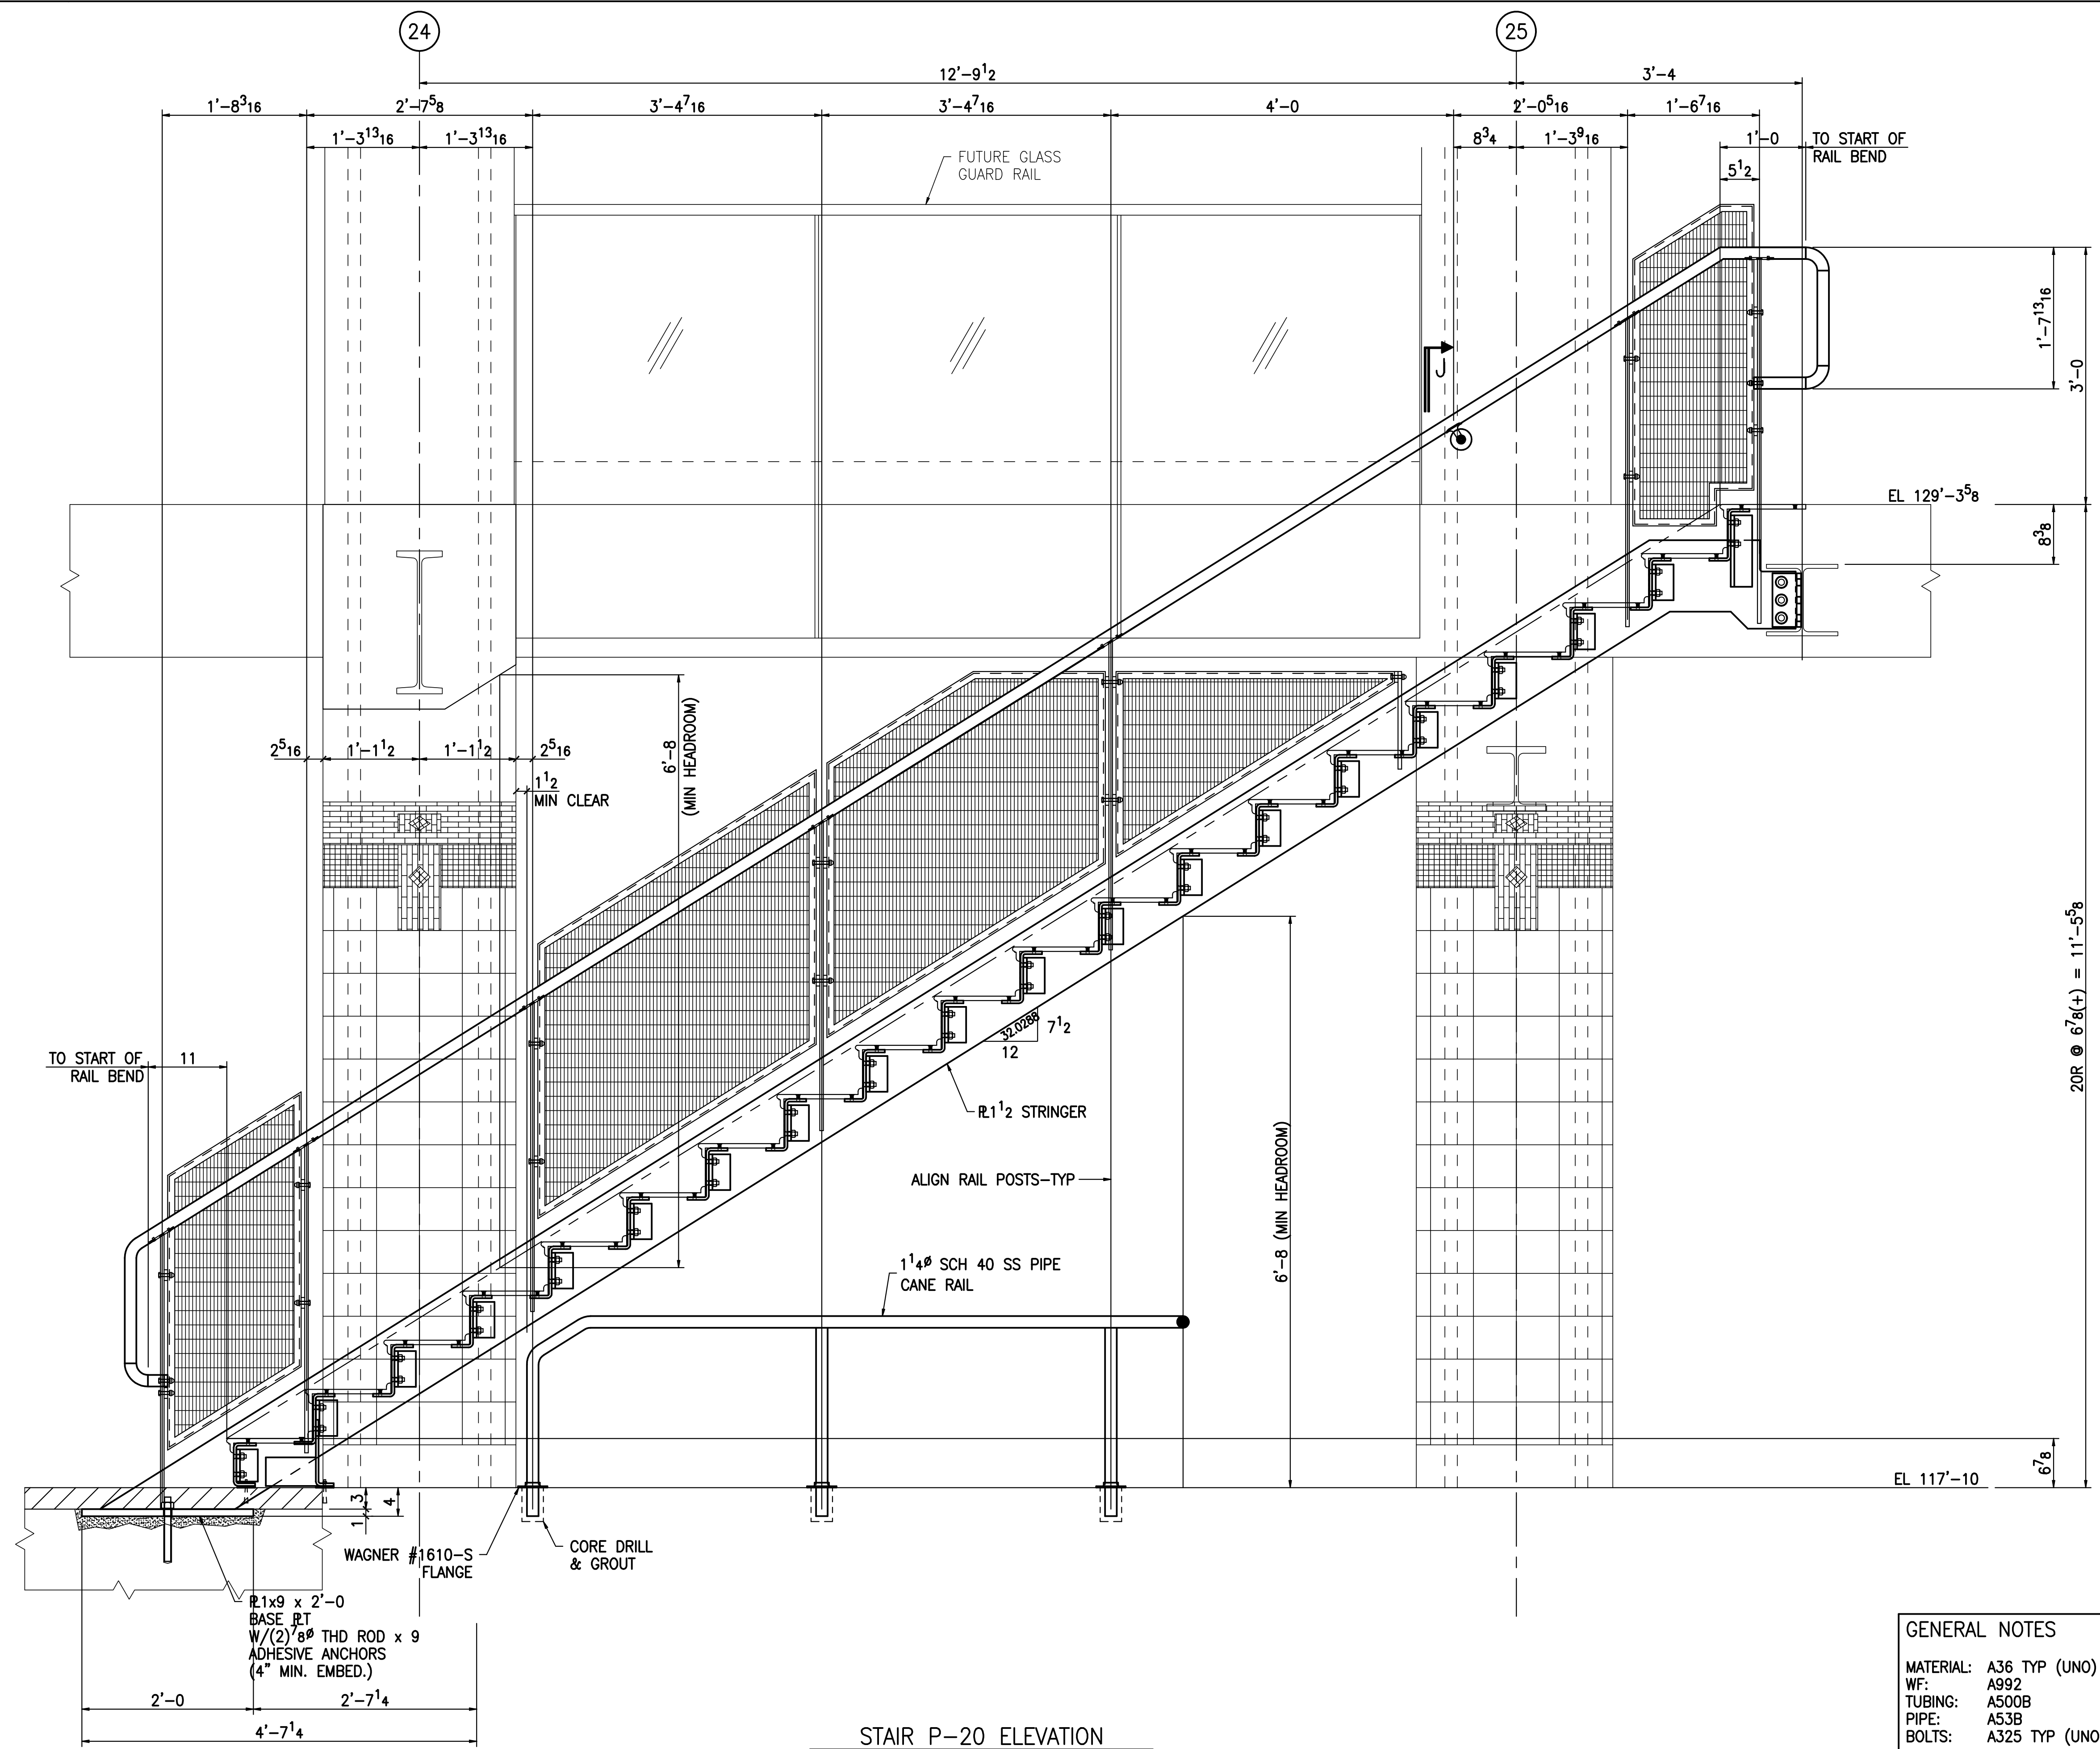 24
25
12'-9 1/2
3'-4
1'-8 3/16
2'-7 5/8
3'-4 7/16
3'-4 7/16
4'-0
2'-0 5/16
1'-6 7/16
1'-3 13/16
1'-3 13/16
8 3/4
1'-3 9/16
1'-0
TO START OF
RAIL BEND
5 1/2
FUTURE GLASS
GUARD RAIL
1'-7 13/16
3'-0
J
EL 129'-3 5/8
8 3/8
6'-8
(MIN HEADROOM)
2 5/16
1'-1 1/2
1'-1 1/2
2 5/16
1 1/2
MIN CLEAR
20R @ 6 7/8(+) = 11'-5 5/8
32.0288
7 1/2
12
TO START OF
RAIL BEND
11
PL1 1/2 STRINGER
ALIGN RAIL POSTS-TYP
6'-8 (MIN HEADROOM)
1 1/4ø SCH 40 SS PIPE
CANE RAIL
6 7/8
EL 117'-10
3
4
1
WAGNER #1610-S
FLANGE
CORE DRILL
& GROUT
PL1x9 x 2'-0
BASE PLT
W/(2) 7/8ø THD ROD x 9
ADHESIVE ANCHORS
(4" MIN. EMBED.)
2'-0
2'-7 1/4
4'-7 1/4
STAIR P-20 ELEVATION
GENERAL NOTES
MATERIAL: A36 TYP (UNO)
WF: A992
TUBING: A500B
PIPE: A53B
BOLTS: A325 TYP (UNO